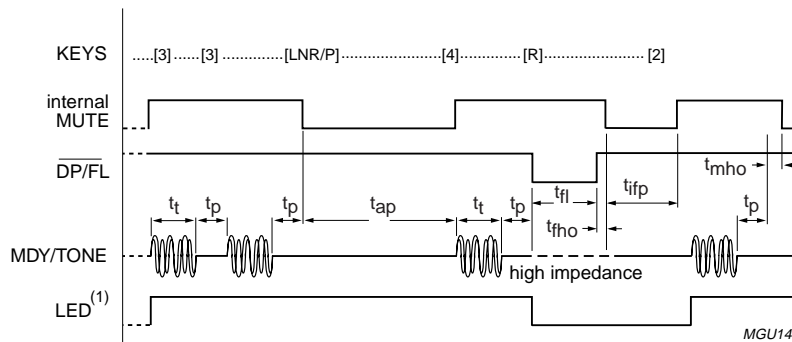 KEYS .....[3] ....[3] ..............[LNR/P] .......................[4] ..............[R] .......................[2]
internal
MUTE
DP/FL
tmho
tt tp tp tap tt tp tfl tifp tp
tfho
MDY/TONE
high impedance
LED(1)
MGU14